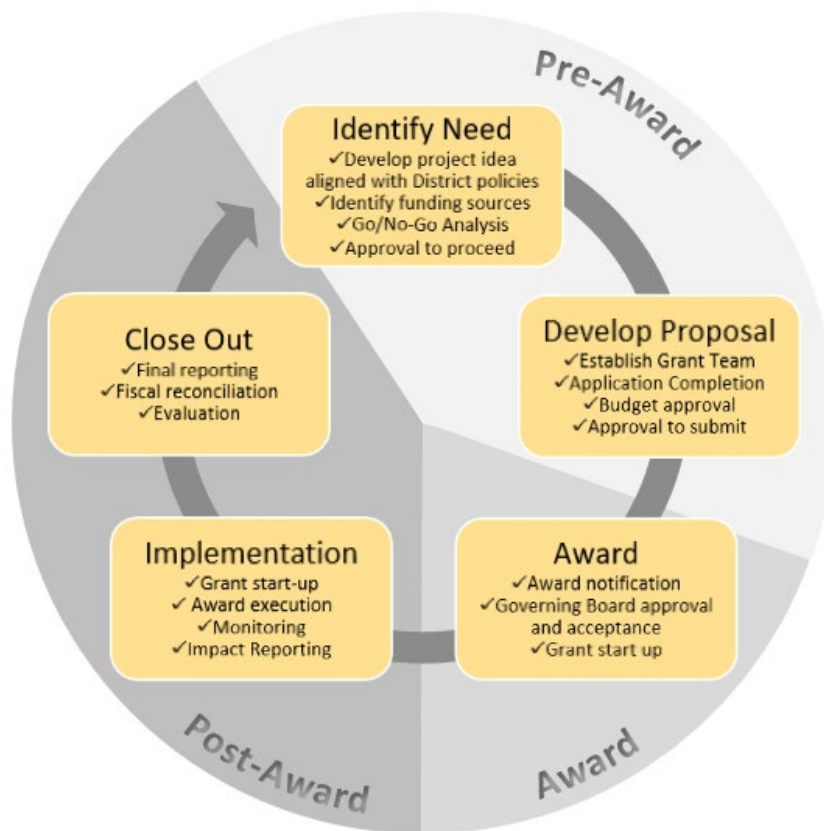 Pre-Award
Identify Need
✓Develop project idea
aligned with District policies
✓Identify funding sources
✓Go/No-Go Analysis
✓Approval to proceed
Develop Proposal
✓Establish Grant Team
✓Application Completion
✓Budget approval
✓Approval to submit
Award
✓Award notification
✓Governing Board approval
and acceptance
✓Grant start up
Award
Implementation
✓Grant start-up
✓Award execution
✓Monitoring
✓Impact Reporting
Post-Award
Close Out
✓Final reporting
✓Fiscal reconciliation
✓Evaluation